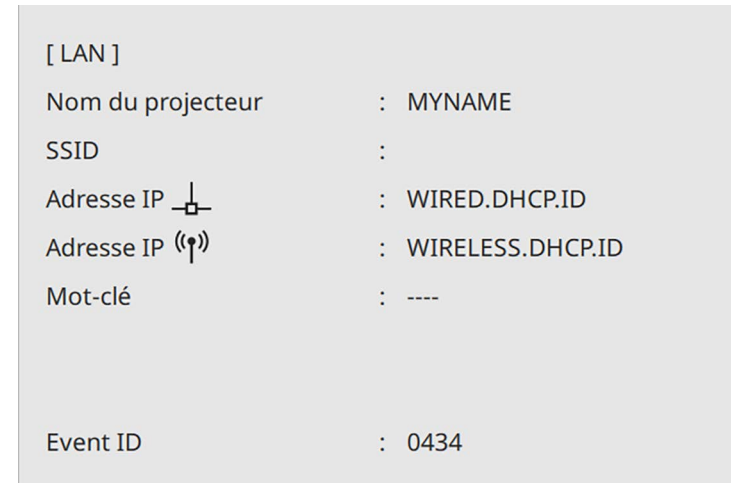 [ LAN ]
Nom du projecteur : MYNAME
SSID :
Adresse IP : WIRED.DHCP.ID
Adresse IP : WIRELESS.DHCP.ID
Mot-clé : ----
Event ID : 0434